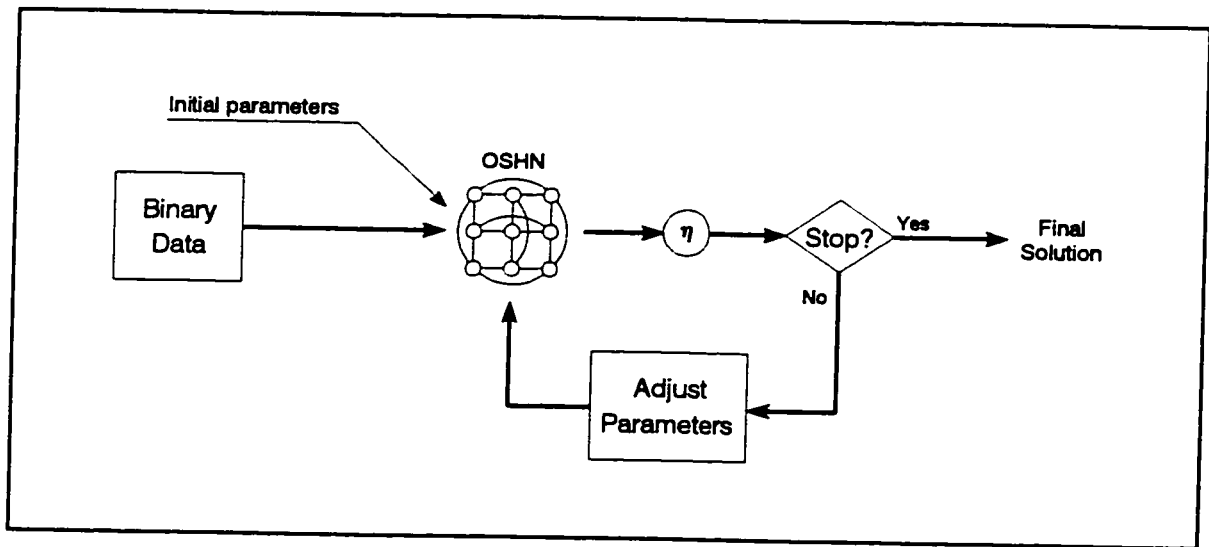 Initial parameters
OSHN
Binary
Data
η
Stop?
Yes
Final
Solution
No
Adjust
Parameters